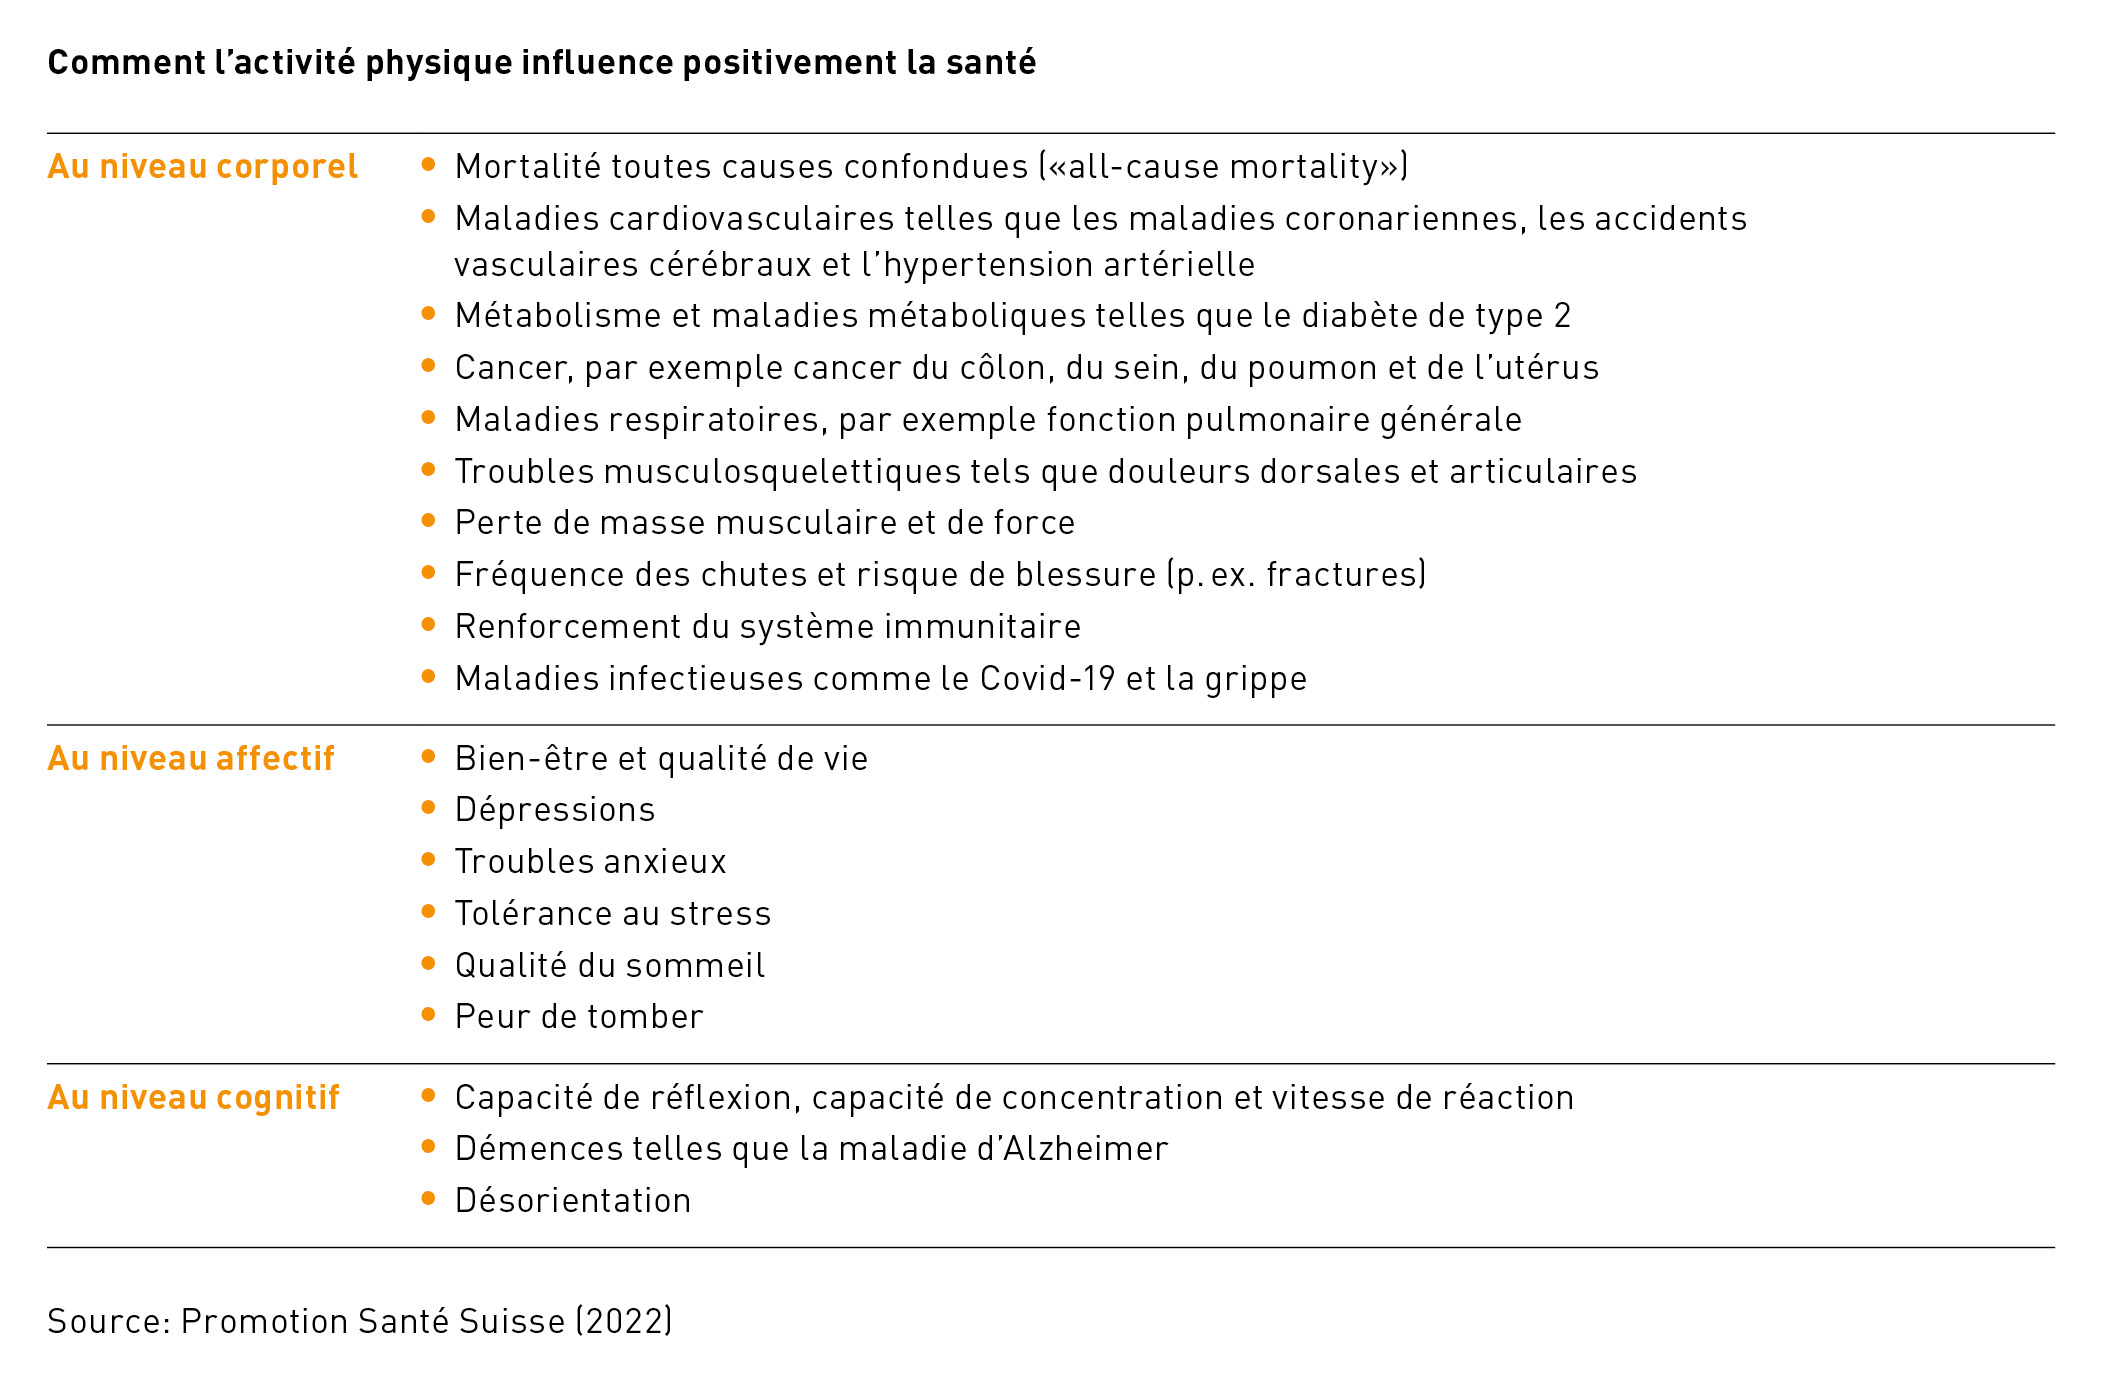 Comment l’activité physique influence positivement la santé
Au niveau corporel
• Mortalité toutes causes confondues («all-cause mortality»)
• Maladies cardiovasculaires telles que les maladies coronariennes, les accidents
vasculaires cérébraux et l’hypertension artérielle
• Métabolisme et maladies métaboliques telles que le diabète de type 2
• Cancer, par exemple cancer du côlon, du sein, du poumon et de l’utérus
• Maladies respiratoires, par exemple fonction pulmonaire générale
• Troubles musculosquelettiques tels que douleurs dorsales et articulaires
• Perte de masse musculaire et de force
• Fréquence des chutes et risque de blessure (p. ex. fractures)
• Renforcement du système immunitaire
• Maladies infectieuses comme le Covid-19 et la grippe
Au niveau affectif
• Bien-être et qualité de vie
• Dépressions
• Troubles anxieux
• Tolérance au stress
• Qualité du sommeil
• Peur de tomber
Au niveau cognitif
• Capacité de réflexion, capacité de concentration et vitesse de réaction
• Démences telles que la maladie d’Alzheimer
• Désorientation
Source: Promotion Santé Suisse (2022)